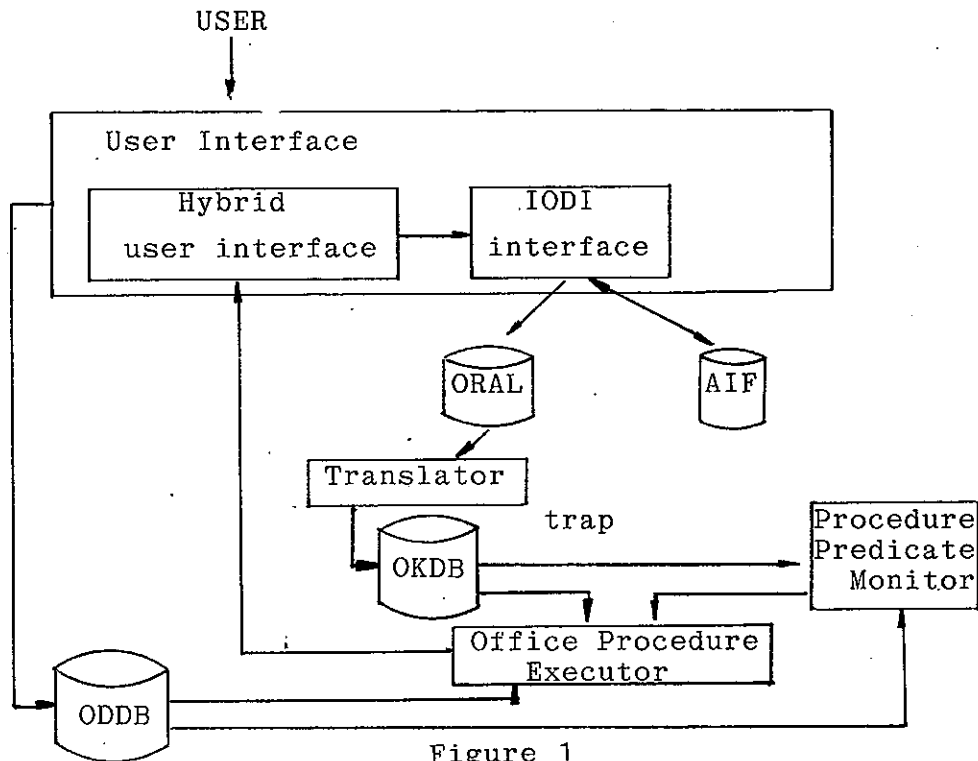 USER
User Interface
Hybrid
user interface
IODI
interface
ORAL
AIF
Translator
trap
OKDB
Procedure
Predicate
Monitor
Office Procedure
Executor
ODDB
Figure 1